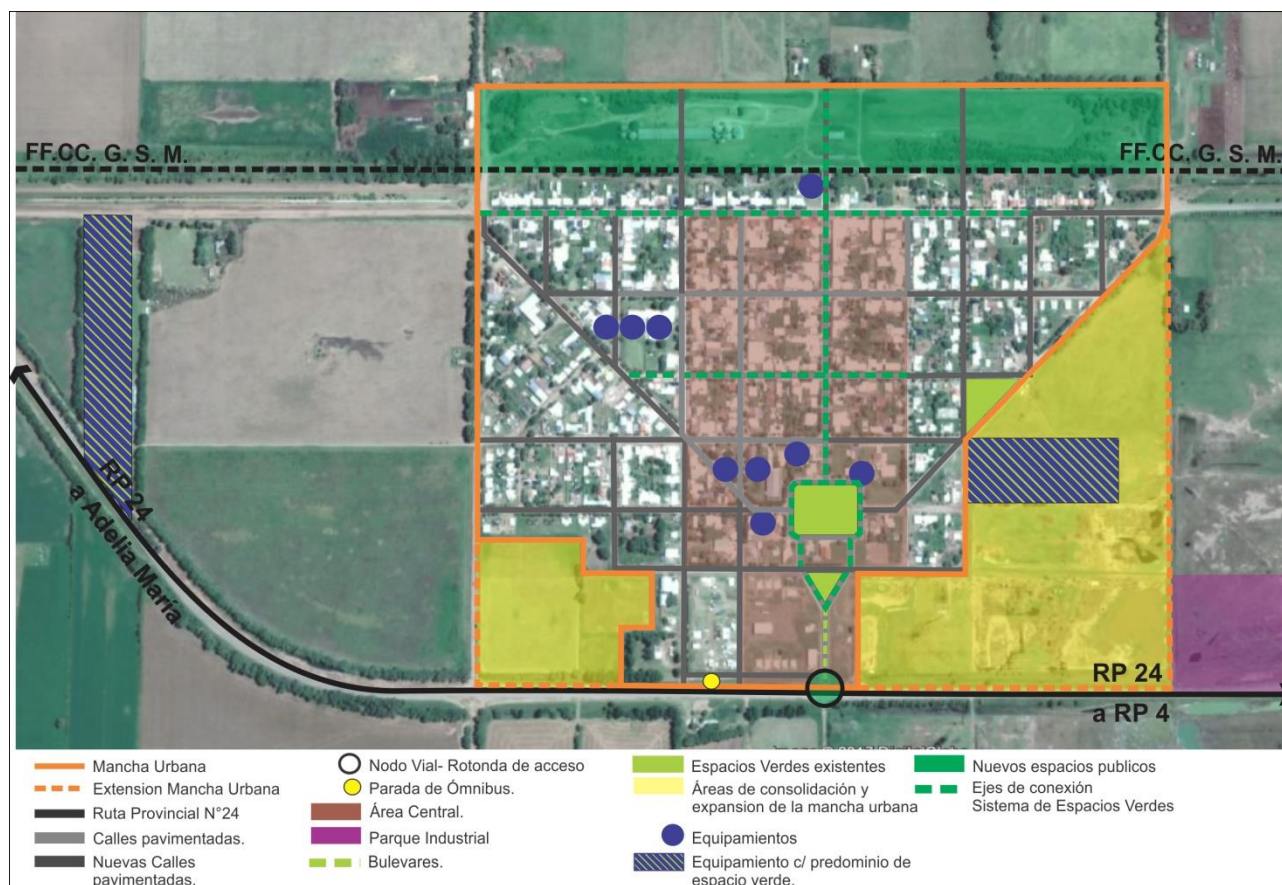 FF.CC. G. S. M.
FF.CC. G. S. M.
RP 24
a Adelia María.
RP 24
a RP 4
Mancha Urbana
Extension Mancha Urbana
Ruta Provincial N°24
Calles pavimentadas.
Nuevas Calles
pavimentadas.
Nodo Vial- Rotonda de acceso
Parada de Ómnibus.
Área Central.
Parque Industrial
Bulevares.
Espacios Verdes existentes
Áreas de consolidación y
expansion de la mancha urbana
Equipamientos
Equipamiento c/ predominio de
espacio verde.
Nuevos espacios publicos
Ejes de conexión
Sistema de Espacios Verdes